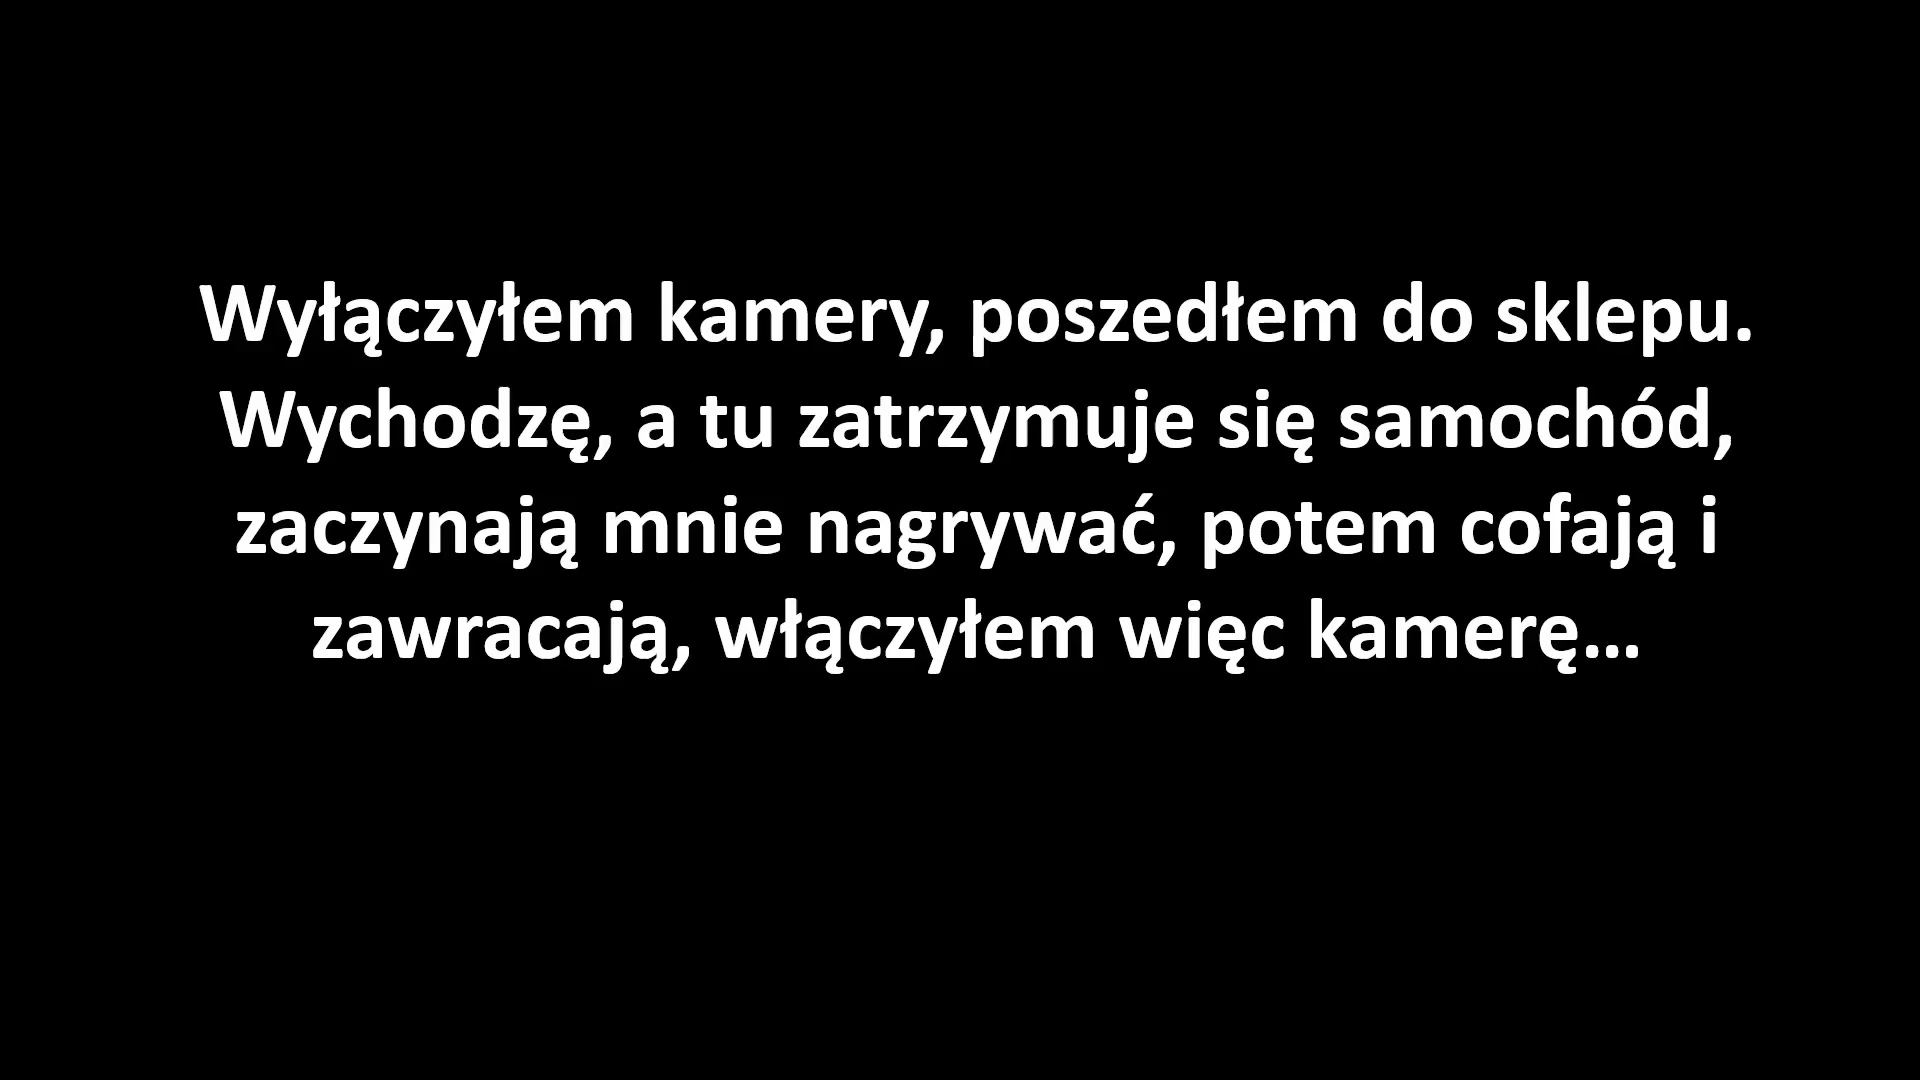 Wyłączyłem kamery, poszedłem do sklepu.
Wychodzę, a tu zatrzymuje się samochód,
zaczynają mnie nagrywać, potem cofają i
zawracają, włączyłem więc kamerę...